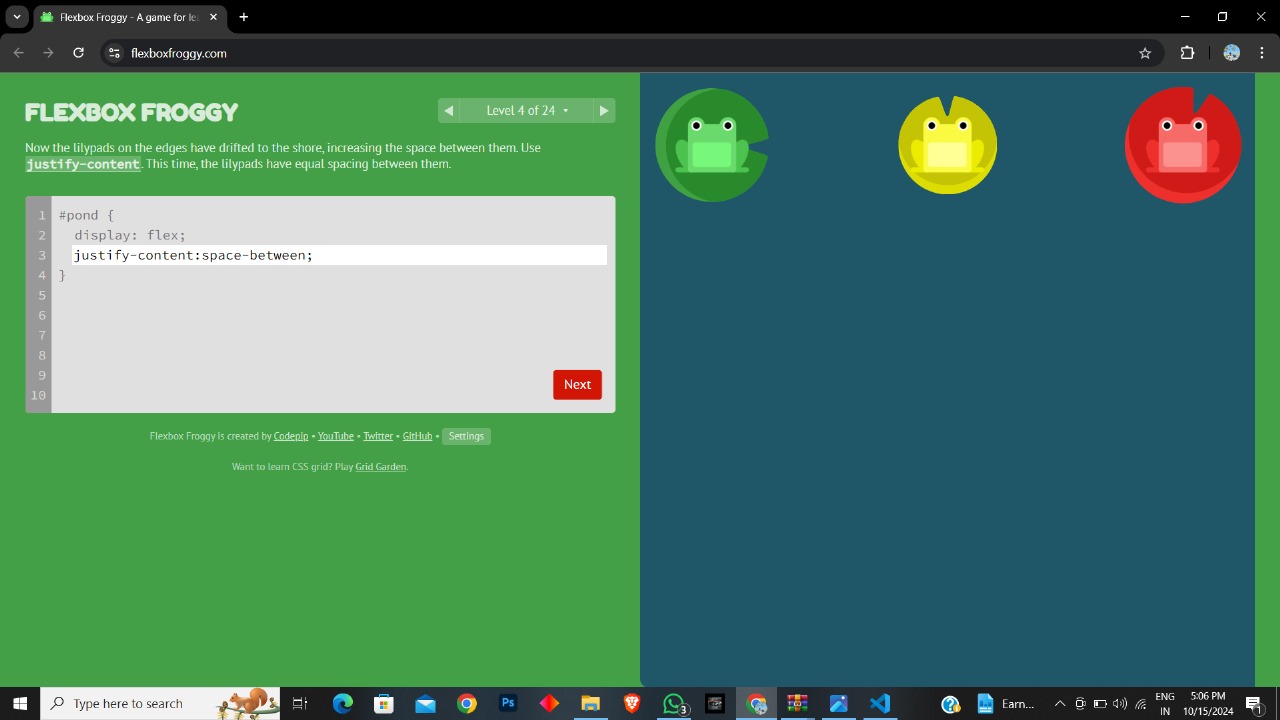 Flexbox Froggy - A game for le
flexboxfroggy.com
FLEXBOX FROGGY
Level 4 of 24
Now the lilypads on the edges have drifted to the shore, increasing the space between them. Use
justify-content. This time, the lilypads have equal spacing between them.
1 #pond {
2 display: flex;
3 justify-content:space-between;
4 }
5
6
7
8
9
10
Next
Flexbox Froggy is created by Codepip • YouTube • Twitter • GitHub • Settings
Want to learn CSS grid? Play Grid Garden.
Type here to search
Ps
3
Earn...
ENG
IN
5:06 PM
10/15/2024
1